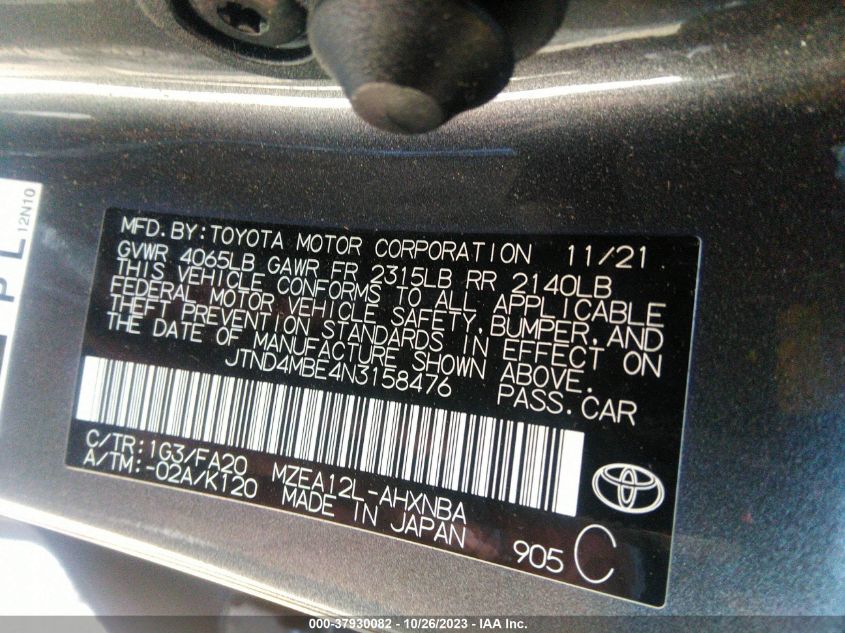 PL
12N10
MFD.BY:TOYOTA MOTOR CORPORATION 11/21
GVWR 4065LB GAWR FR 2315LB RR 2140LB
THIS VEHICLE CONFORMS TO ALL APPLICABLE
FEDERAL MOTOR VEHICLE SAFETY,BUMPER,AND
THEFT PREVENTION STANDARDS IN EFFECT ON
THE DATE OF MANUFACTURE SHOWN ABOVE.
JTND4MBE4N3158476 PASS.CAR
C/TR:1G3/FA20 MZEA12L-AHXNBA
A/TM:-02A/K120 MADE IN JAPAN
905 C
000-37930082 - 10/26/2023 - IAA Inc.